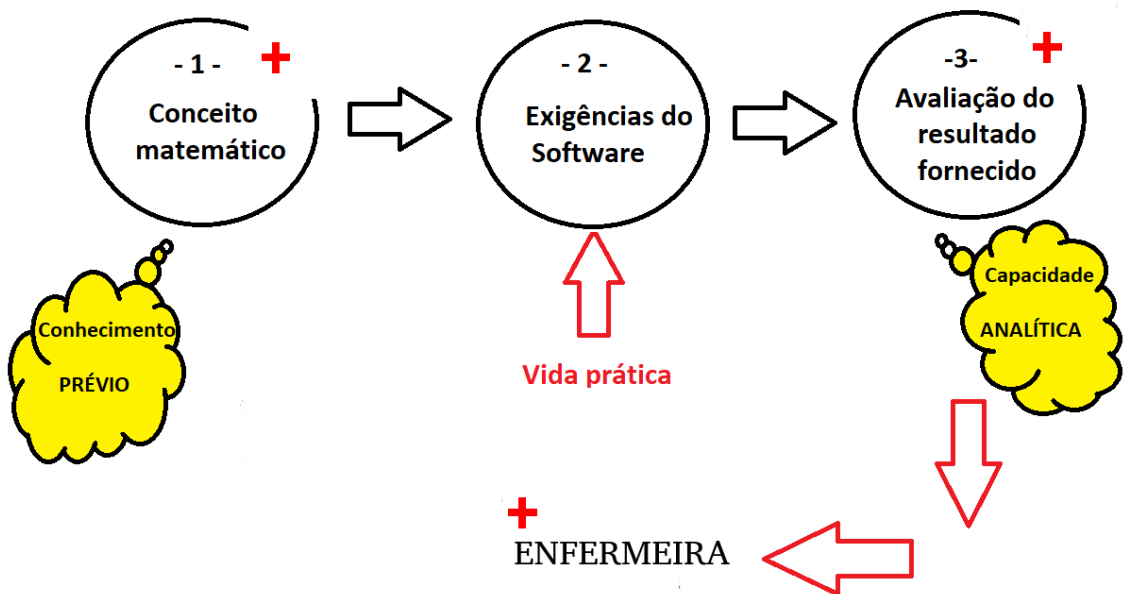 - 1 -
Conceito
matemático
- 2 -
Exigências do
Software
-3-
Avaliação do
resultado
fornecido
Conhecimento
PRÉVIO
Capacidade
ANALÍTICA
Vida prática
ENFERMEIRA